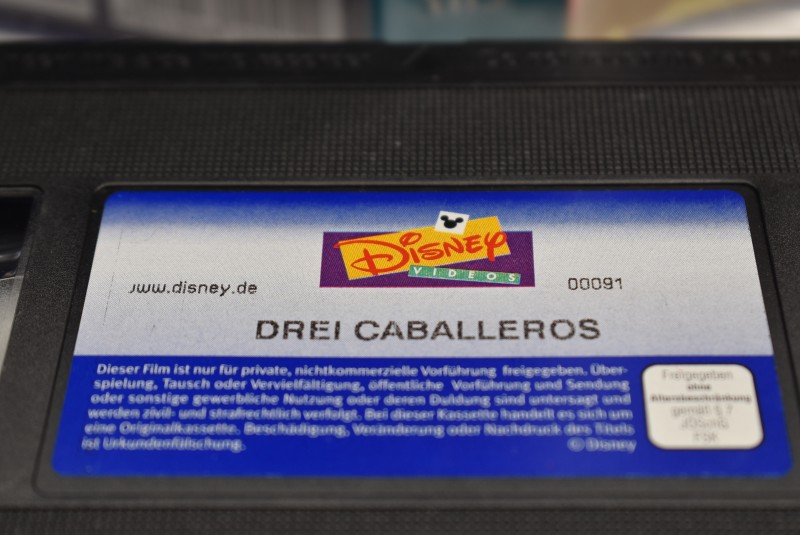 DISNEY
VIDEOS
www.disney.de
00091
DREI CABALLEROS
Dieser Film ist nur für private, nichtkommerzielle Vorführung freigegeben. Über-
spielung, Tausch oder Vervielfältigung, öffentliche Vorführung und Sendung
oder sonstige gewerbliche Nutzung oder deren Duldung sind untersagt und
werden zivil- und strafrechtlich verfolgt. Bei dieser Kassette handelt es sich um
eine Originalkassette. Beschädigung, Veränderung oder Nachdruck des Titels
ist Urkundenfälschung.
© Disney
Freigegeben
ohne
Altersbeschränkung
gemäß § 7
JÖSchG
FSK